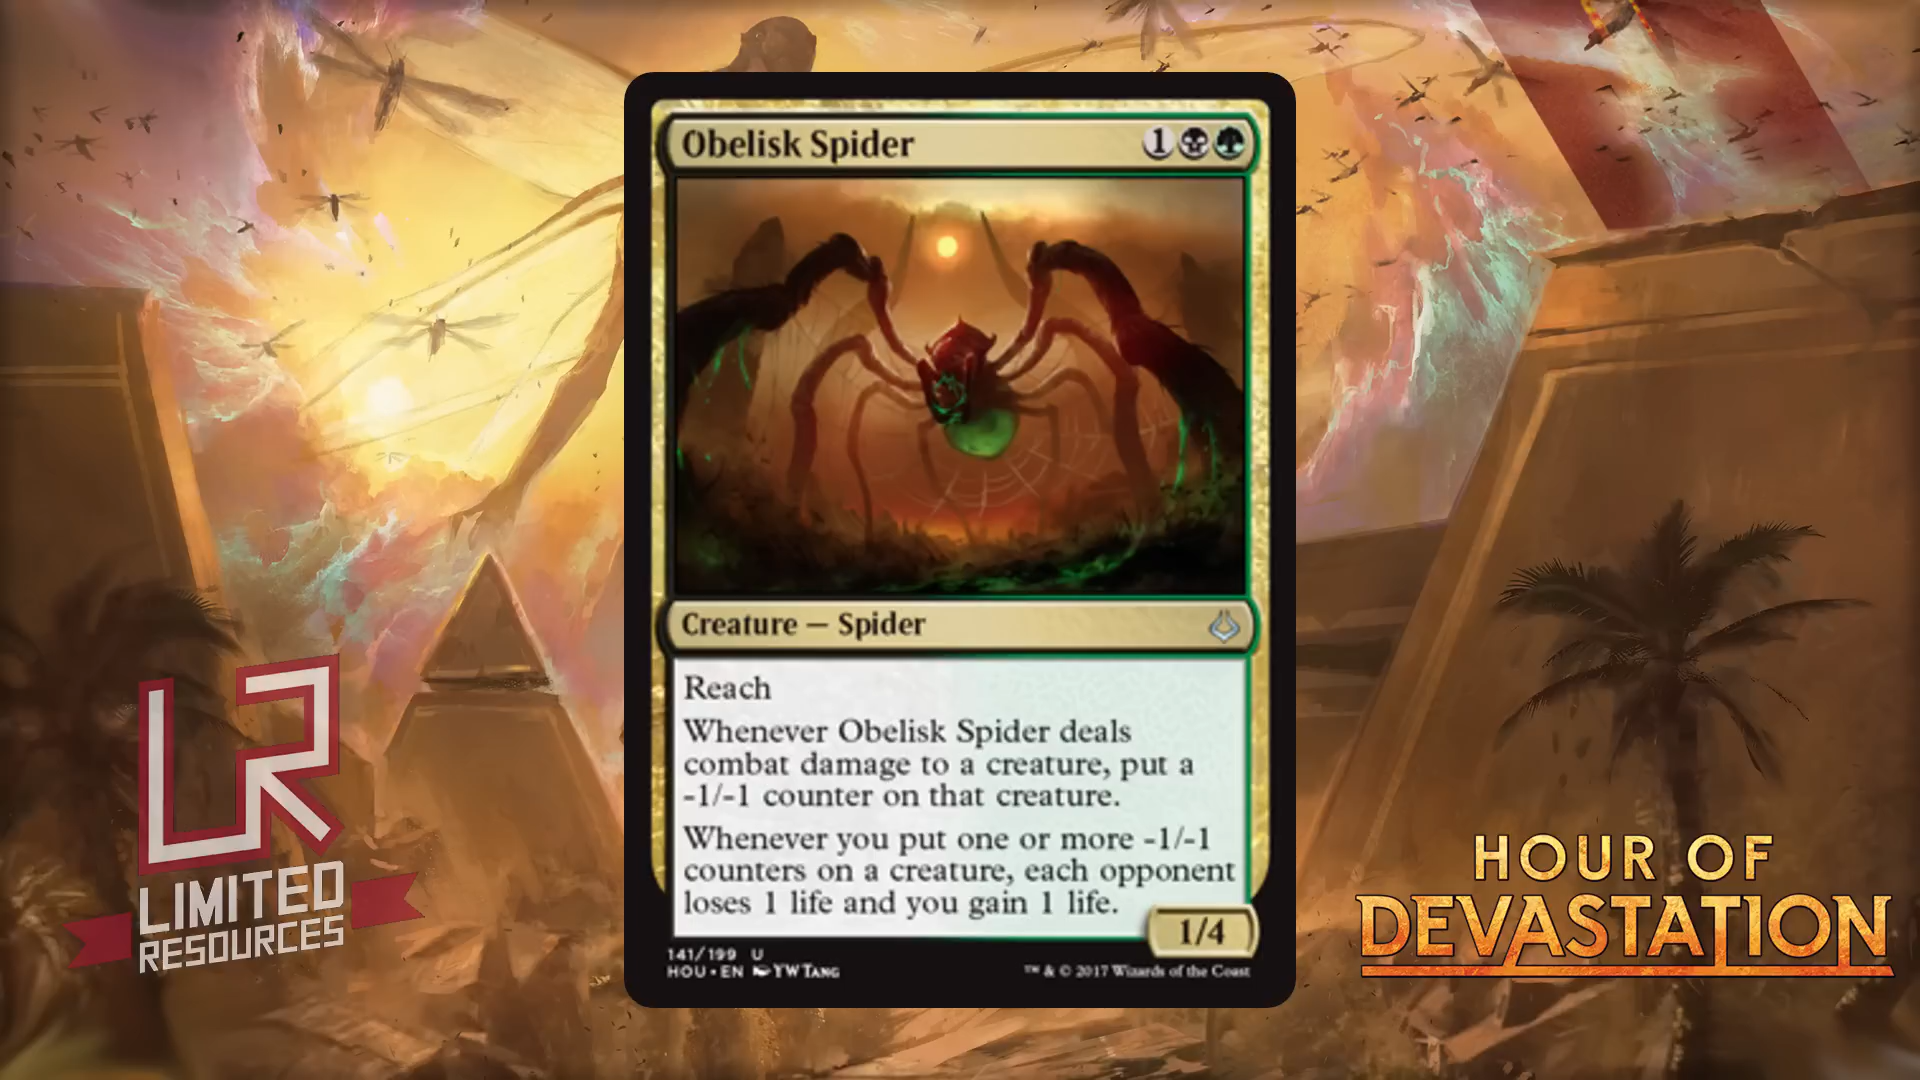 Obelisk Spider 1
Creature — Spider
Reach
Whenever Obelisk Spider deals
combat damage to a creature, put a
-1/-1 counter on that creature.
Whenever you put one or more -1/-1
counters on a creature, each opponent
loses 1 life and you gain 1 life.
1/4
141/199 U
HOU • EN YW Tang
™ & © 2017 Wizards of the Coast
LR
LIMITED
RESOURCES
HOUR OF
DEVASTATION